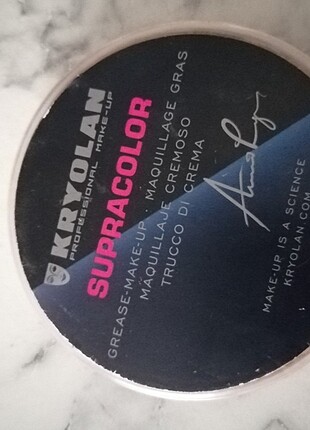 KRYOLAN
PROFESSIONAL MAKE-UP
SUPRACOLOR
GREASE-MAKE-UP · MAQUILLAGE GRAS
MAQUILLAJE CREMOSO
TRUCCO DI CREMA
MAKE-UP IS A SCIENCE
KRYOLAN.COM